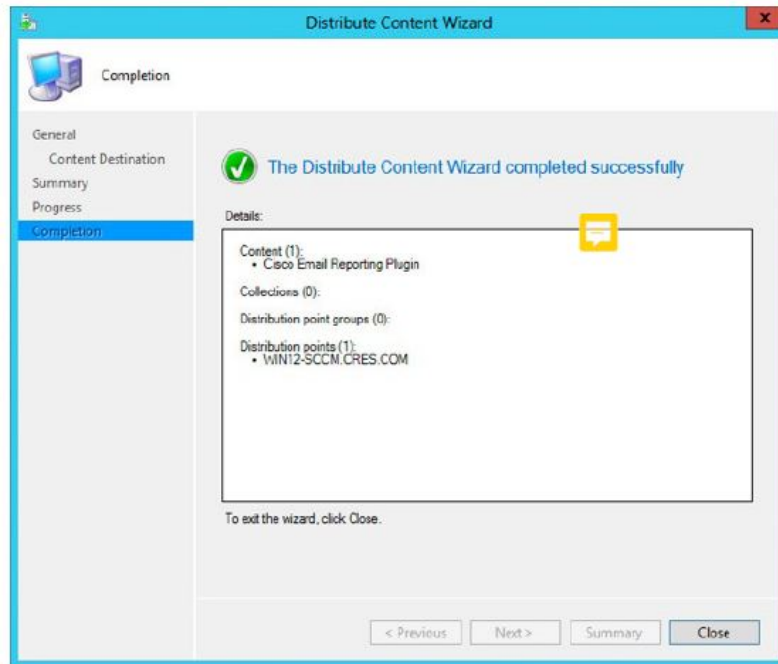 Distribute Content Wizard
x
Completion
General
Content Destination
Summary
Progress
Completion
The Distribute Content Wizard completed successfully
Details:
Content (1):
• Cisco Email Reporting Plugin
Collections (0):
Distribution point groups (0):
Distribution points (1):
• WIN12-SCCM.CRES.COM
To exit the wizard, click Close.
< Previous Next > Summary Close